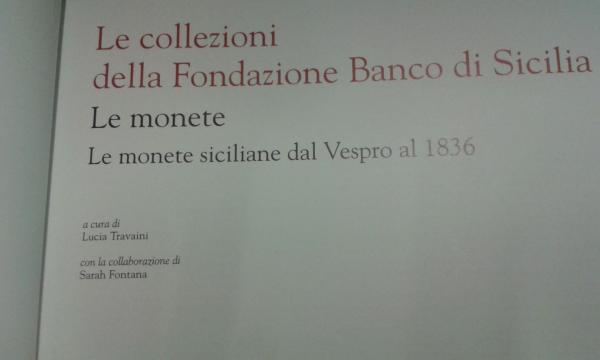 Le collezioni
della Fondazione Banco di Sicilia
Le monete
Le monete siciliane dal Vespro al 1836
a cura di
Lucia Travaini
con la collaborazione di
Sarah Fontana